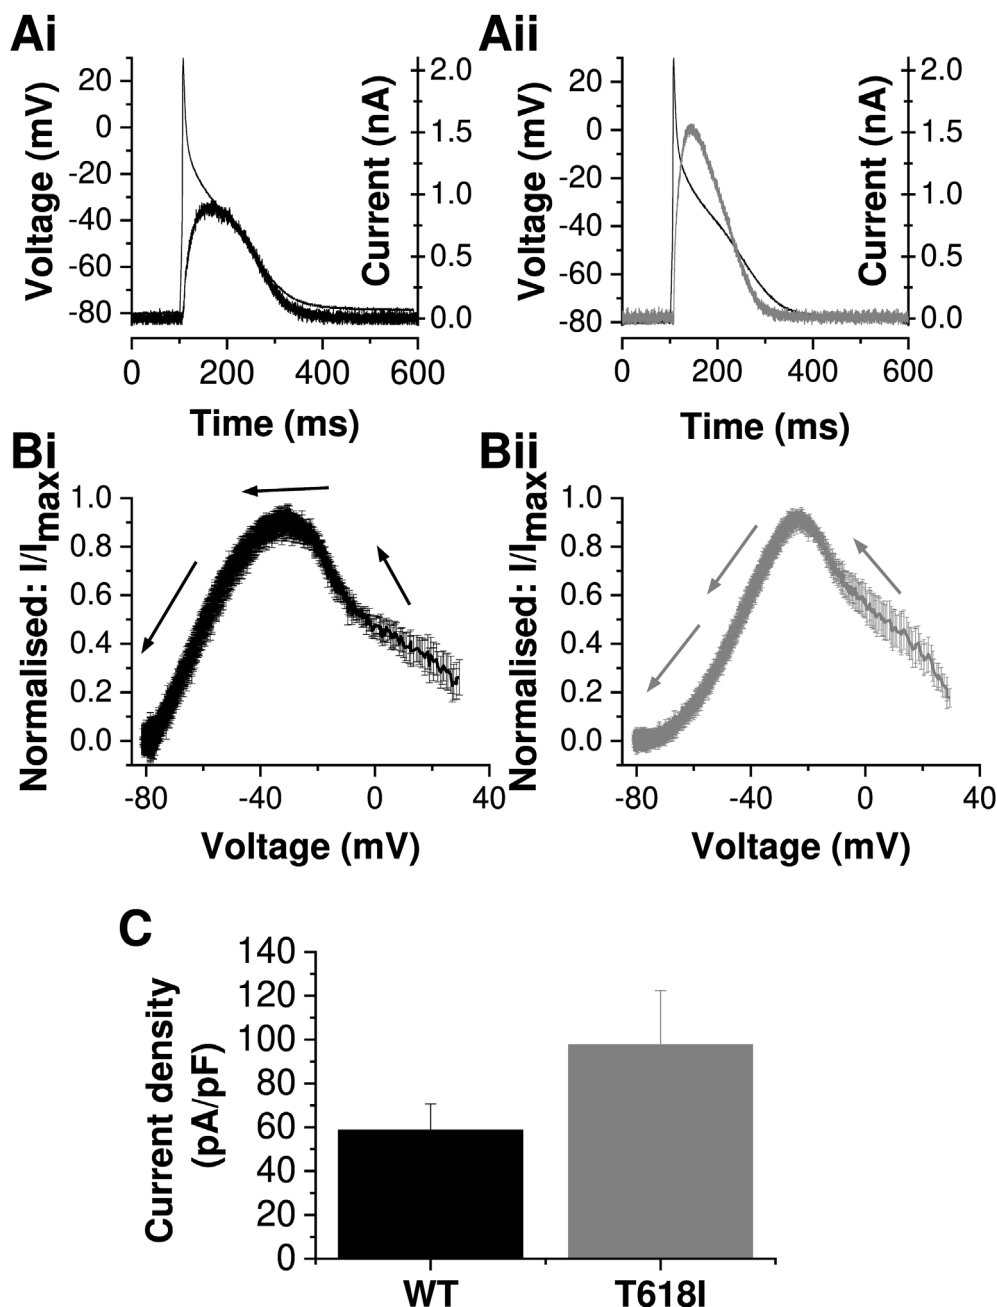 Ai
Voltage (mV)
20
0
-20
-40
-60
-80
Current (nA)
2.0
1.5
1.0
0.5
0.0
0 200 400 600
Time (ms)
Aii
Voltage (mV)
20
0
-20
-40
-60
-80
Current (nA)
2.0
1.5
1.0
0.5
0.0
0 200 400 600
Time (ms)
Bi
Normalised: I/Imax
1.0
0.8
0.6
0.4
0.2
0.0
-80 -40 0 40
Voltage (mV)
Bii
Normalised: I/Imax
1.0
0.8
0.6
0.4
0.2
0.0
-80 -40 0 40
Voltage (mV)
C
Current density
(pA/pF)
140
120
100
80
60
40
20
0
WT T618I